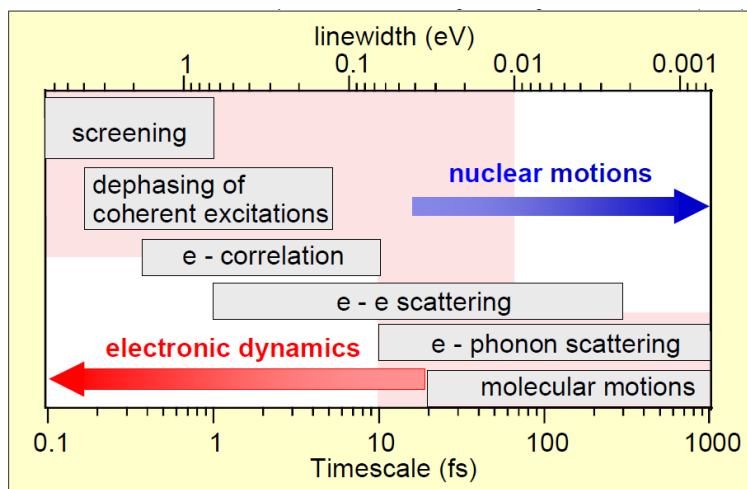 linewidth (eV)
1 0.1 0.01 0.001
screening
dephasing of
coherent excitations
nuclear motions
e - correlation
e - e scattering
electronic dynamics
e - phonon scattering
molecular motions
0.1 1 10 100 1000
Timescale (fs)